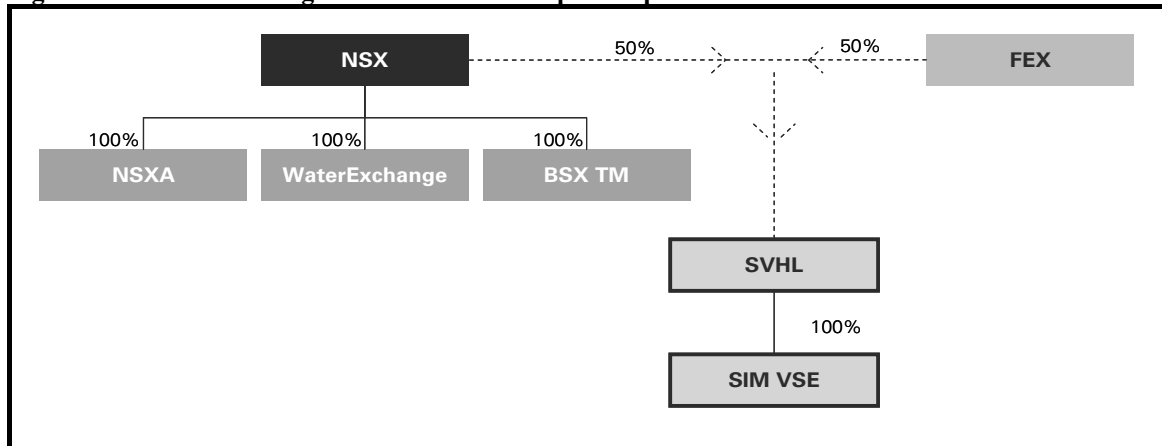 50%
50%
NSX
FEX
100%
100%
100%
NSXA
WaterExchange
BSX TM
SVHL
100%
SIM VSE